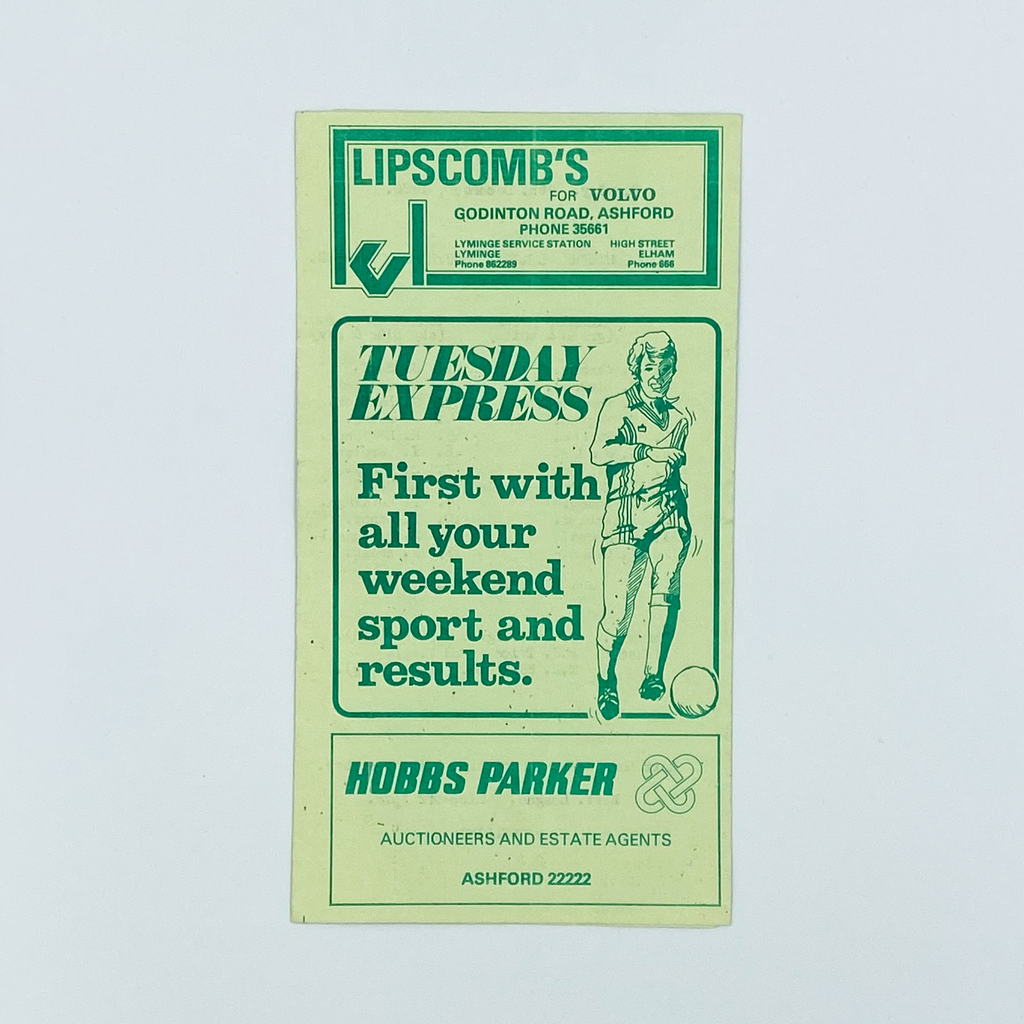 LIPSCOMB'S
FOR VOLVO
GODINTON ROAD, ASHFORD
PHONE 35661
LYMINGE SERVICE STATION HIGH STREET
LYMINGE ELHAM
Phone 862289 Phone 666
TUESDAY
EXPRESS
First with
all your
weekend
sport and
results.
HOBBS PARKER
AUCTIONEERS AND ESTATE AGENTS
ASHFORD 22222